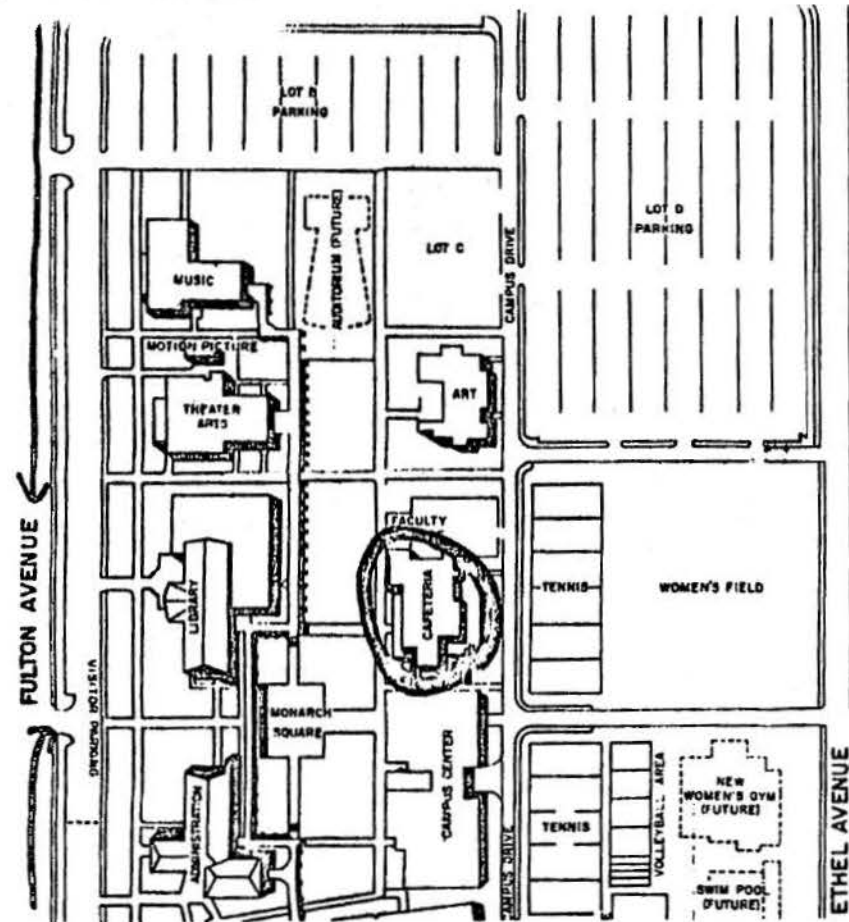 LOT
PARKING
LOT D
PARKING
AUDITORIUM (FUTURE)
LOT C
CAMPUS DRIVE
MUSIC
MOTION PICTURE
THEATER
ARTS
ART
FULTON AVENUE
FACULTY
CAFETERIA
LIBRARY
TENNIS
WOMEN'S FIELD
VISITOR PARKING
MONARCH
SQUARE
CAMPUS CENTER
ADMINISTRATION
CAMPUS DRIVE
TENNIS
VOLLEYBALL AREA
NEW
WOMEN'S GYM
(FUTURE)
SWIM POOL
(FUTURE)
ETHEL AVENUE